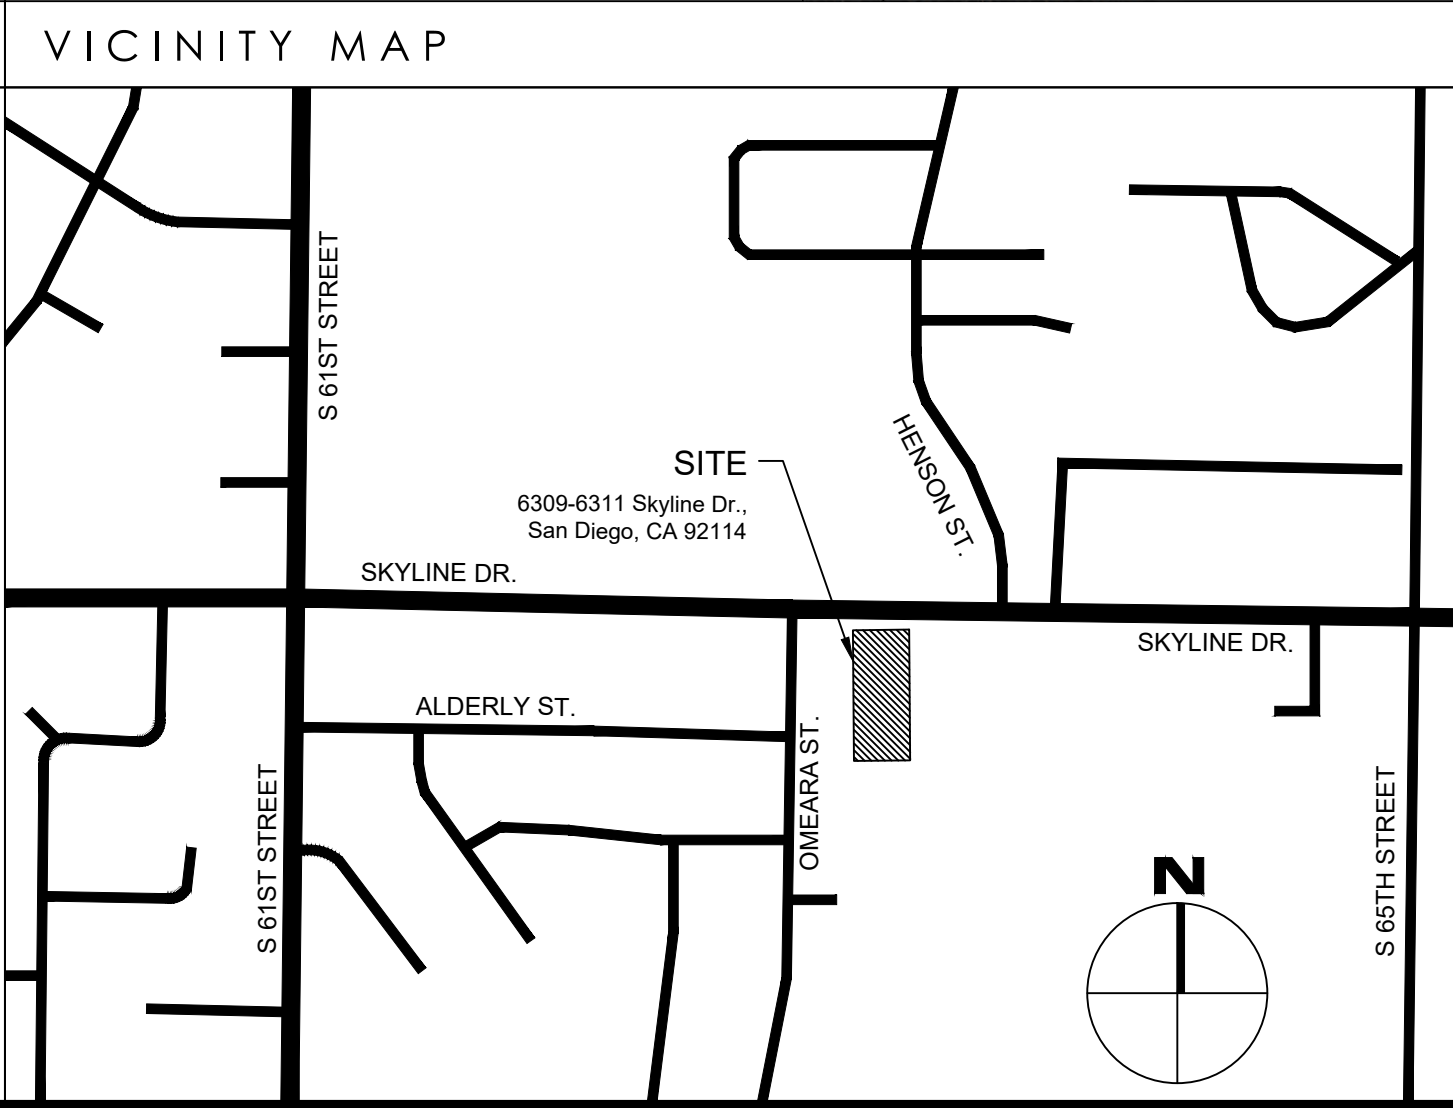 VICINITY MAP
S 61ST STREET
HENSON ST.
SITE
6309-6311 Skyline Dr.,
San Diego, CA 92114
SKYLINE DR.
SKYLINE DR.
ALDERLY ST.
OMEARA ST.
S 61ST STREET
S 65TH STREET
N